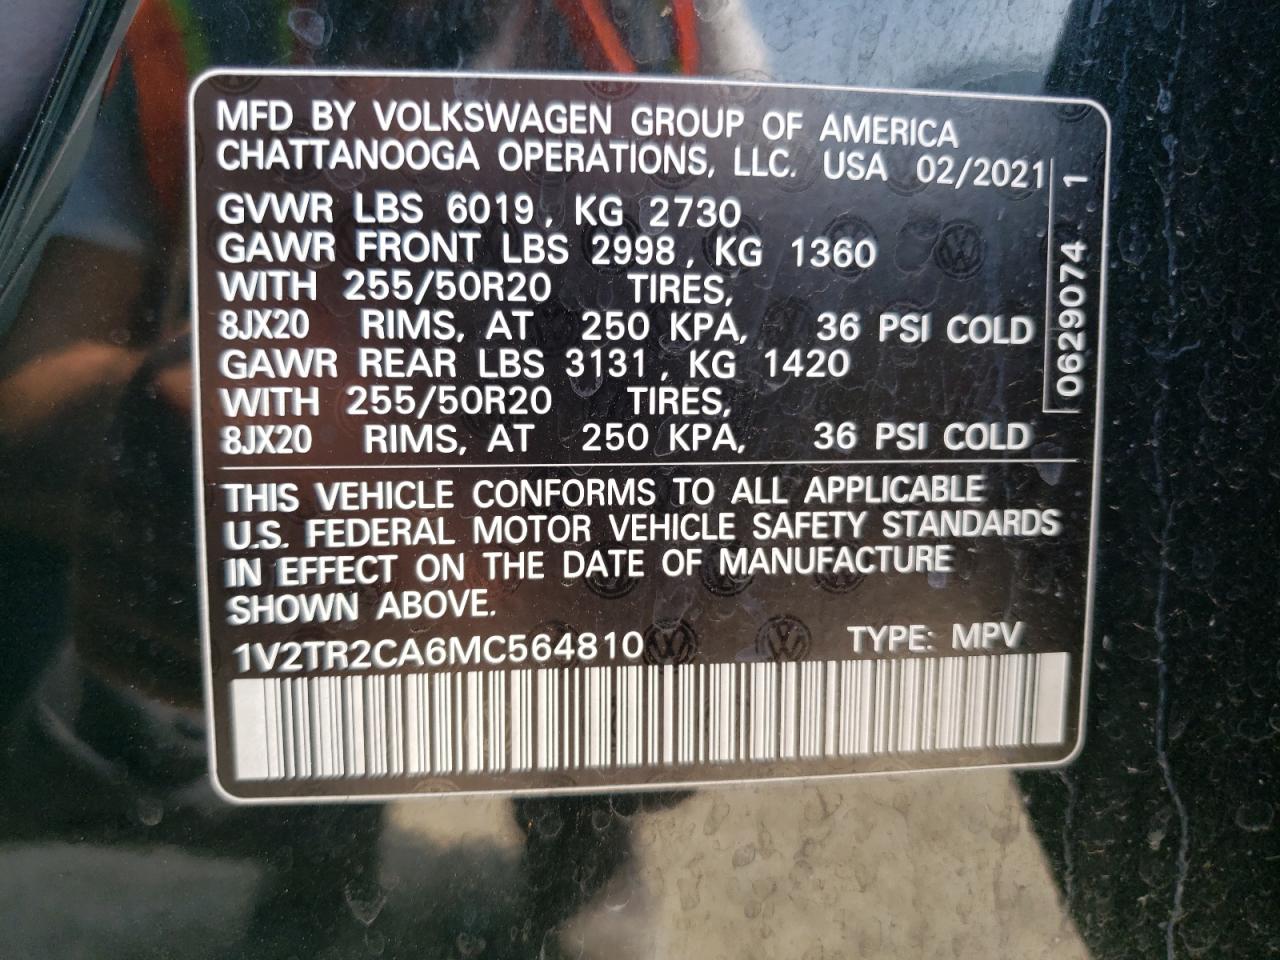 MFD BY VOLKSWAGEN GROUP OF AMERICA
CHATTANOOGA OPERATIONS, LLC. USA 02/2021
GVWR LBS 6019, KG 2730
GAWR FRONT LBS 2998, KG 1360
WITH 255/50R20 TIRES,
8JX20 RIMS, AT 250 KPA, 36 PSI COLD
GAWR REAR LBS 3131, KG 1420
WITH 255/50R20 TIRES,
8JX20 RIMS, AT 250 KPA, 36 PSI COLD
0629074 1
THIS VEHICLE CONFORMS TO ALL APPLICABLE
U.S. FEDERAL MOTOR VEHICLE SAFETY STANDARDS
IN EFFECT ON THE DATE OF MANUFACTURE
SHOWN ABOVE.
1V2TR2CA6MC564810 TYPE: MPV